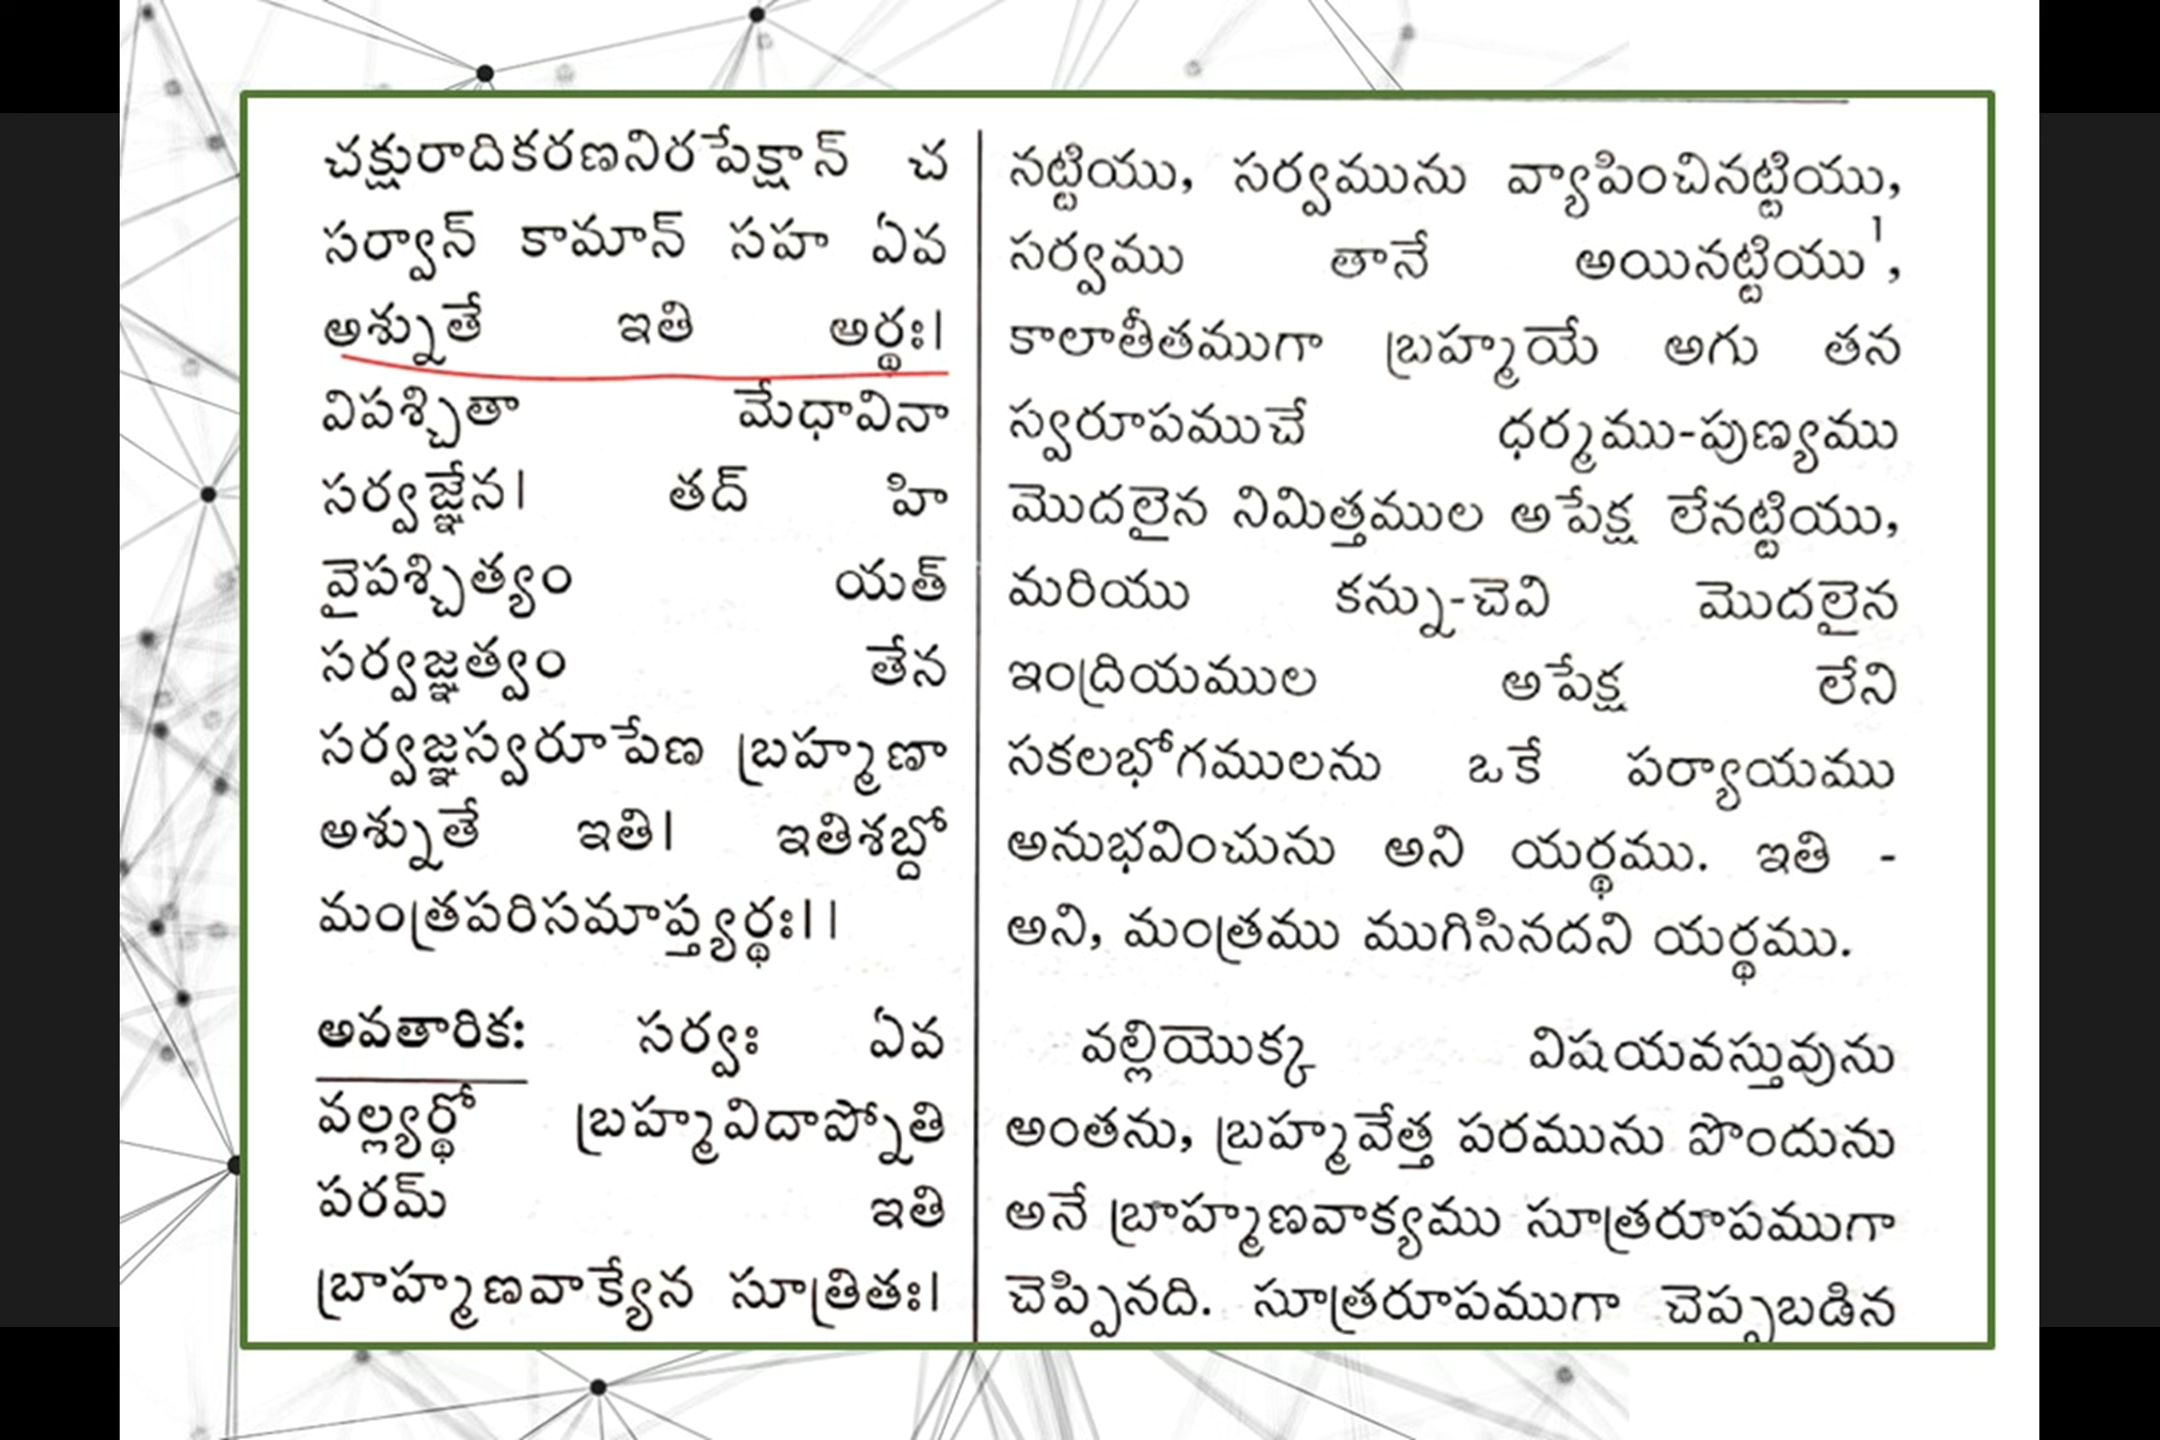 చక్షురాదికరణనిరపేక్షాన్ చ
సర్వాన్ కామాన్ సహ ఏవ
అశ్నుతే ఇతి అర్థః।
విపశ్చితా మేధావినా
సర్వజ్ఞేన। తద్ హి
వైపశ్చిత్యం యత్
సర్వజ్ఞత్వం తేన
సర్వజ్ఞస్వరూపేణ బ్రహ్మణా
అశ్నుతే ఇతి। ఇతిశబ్దో
మంత్రపరిసమాప్త్యర్థః।।
అవతారిక: సర్వః ఏవ
వల్ల్యర్థో బ్రహ్మవిదాప్నోతి
పరమ్ ఇతి
బ్రాహ్మణవాక్యేన సూత్రితః।
నట్టియు, సర్వమును వ్యాపించినట్టియు,
సర్వము తానే అయినట్టియు¹,
కాలాతీతముగా బ్రహ్మయే అగు తన
స్వరూపముచే ధర్మము-పుణ్యము
మొదలైన నిమిత్తముల అపేక్ష లేనట్టియు,
మరియు కన్ను-చెవి మొదలైన
ఇంద్రియముల అపేక్ష లేని
సకలభోగములను ఒకే పర్యాయము
అనుభవించును అని యర్థము. ఇతి -
అని, మంత్రము ముగిసినదని యర్థము.
వల్లియొక్క విషయవస్తువును
అంతను, బ్రహ్మవేత్త పరమును పొందును
అనే బ్రాహ్మణవాక్యము సూత్రరూపముగా
చెప్పినది. సూత్రరూపముగా చెప్పబడిన